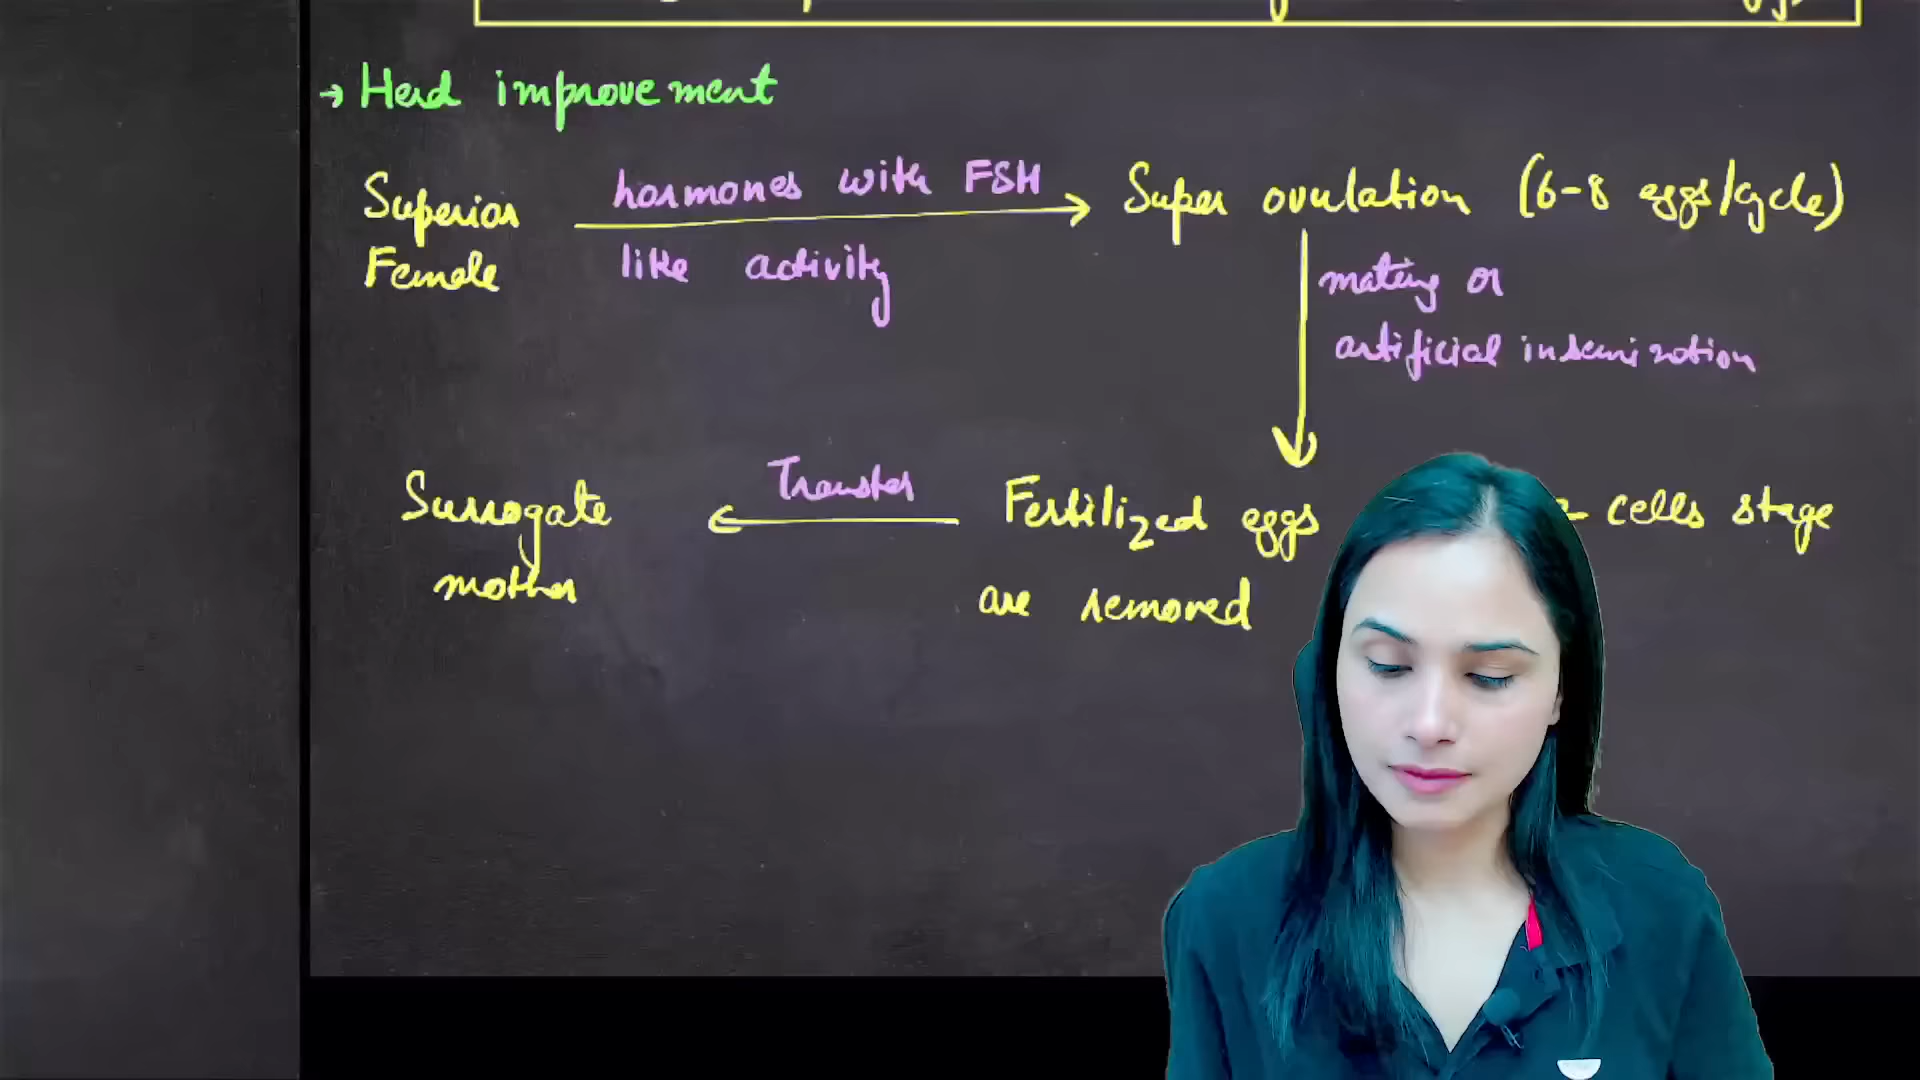 → Herd improvement
Superior hormones with FSH → Super ovulation (6-8 eggs/cycle)
Female like activity
mating or
artificial insemination
Surrogate ← Transfer Fertilized eggs cells stage
mother are removed